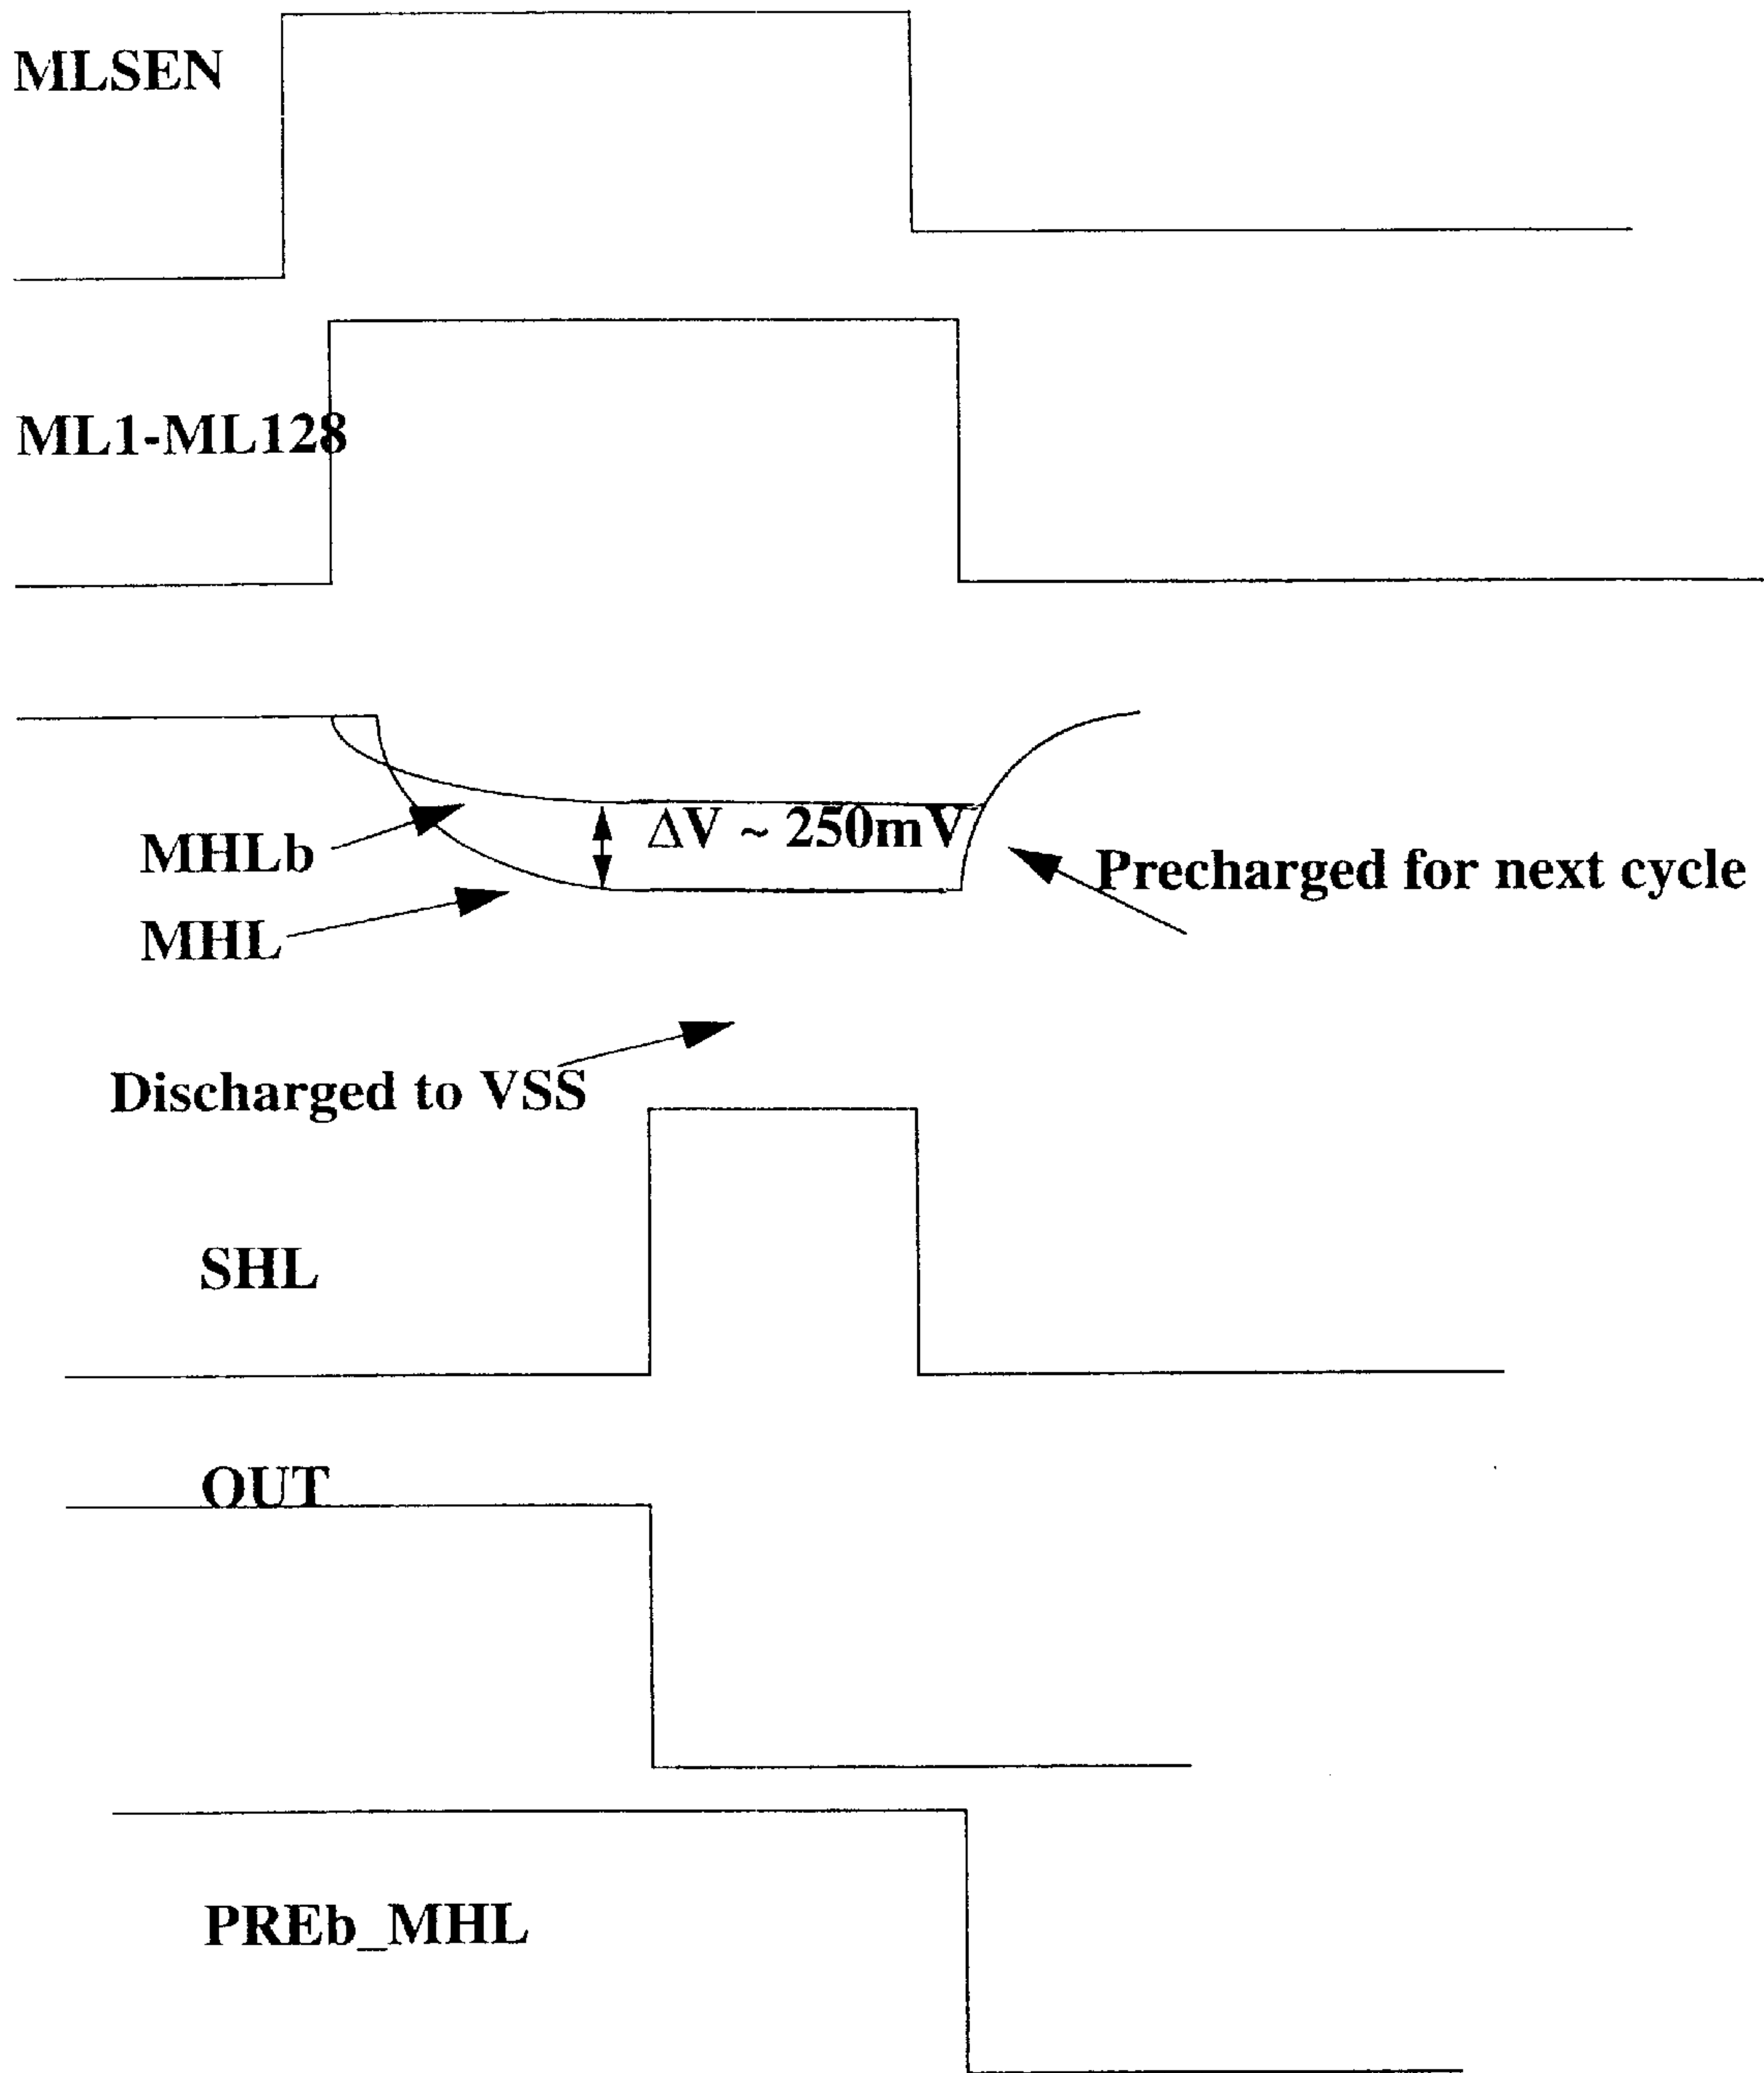 MLSEN
ML1-ML128
ΔV ~ 250mV
MHLb
Precharged for next cycle
MHL
Discharged to VSS
SHL
OUT
PREb_MHL